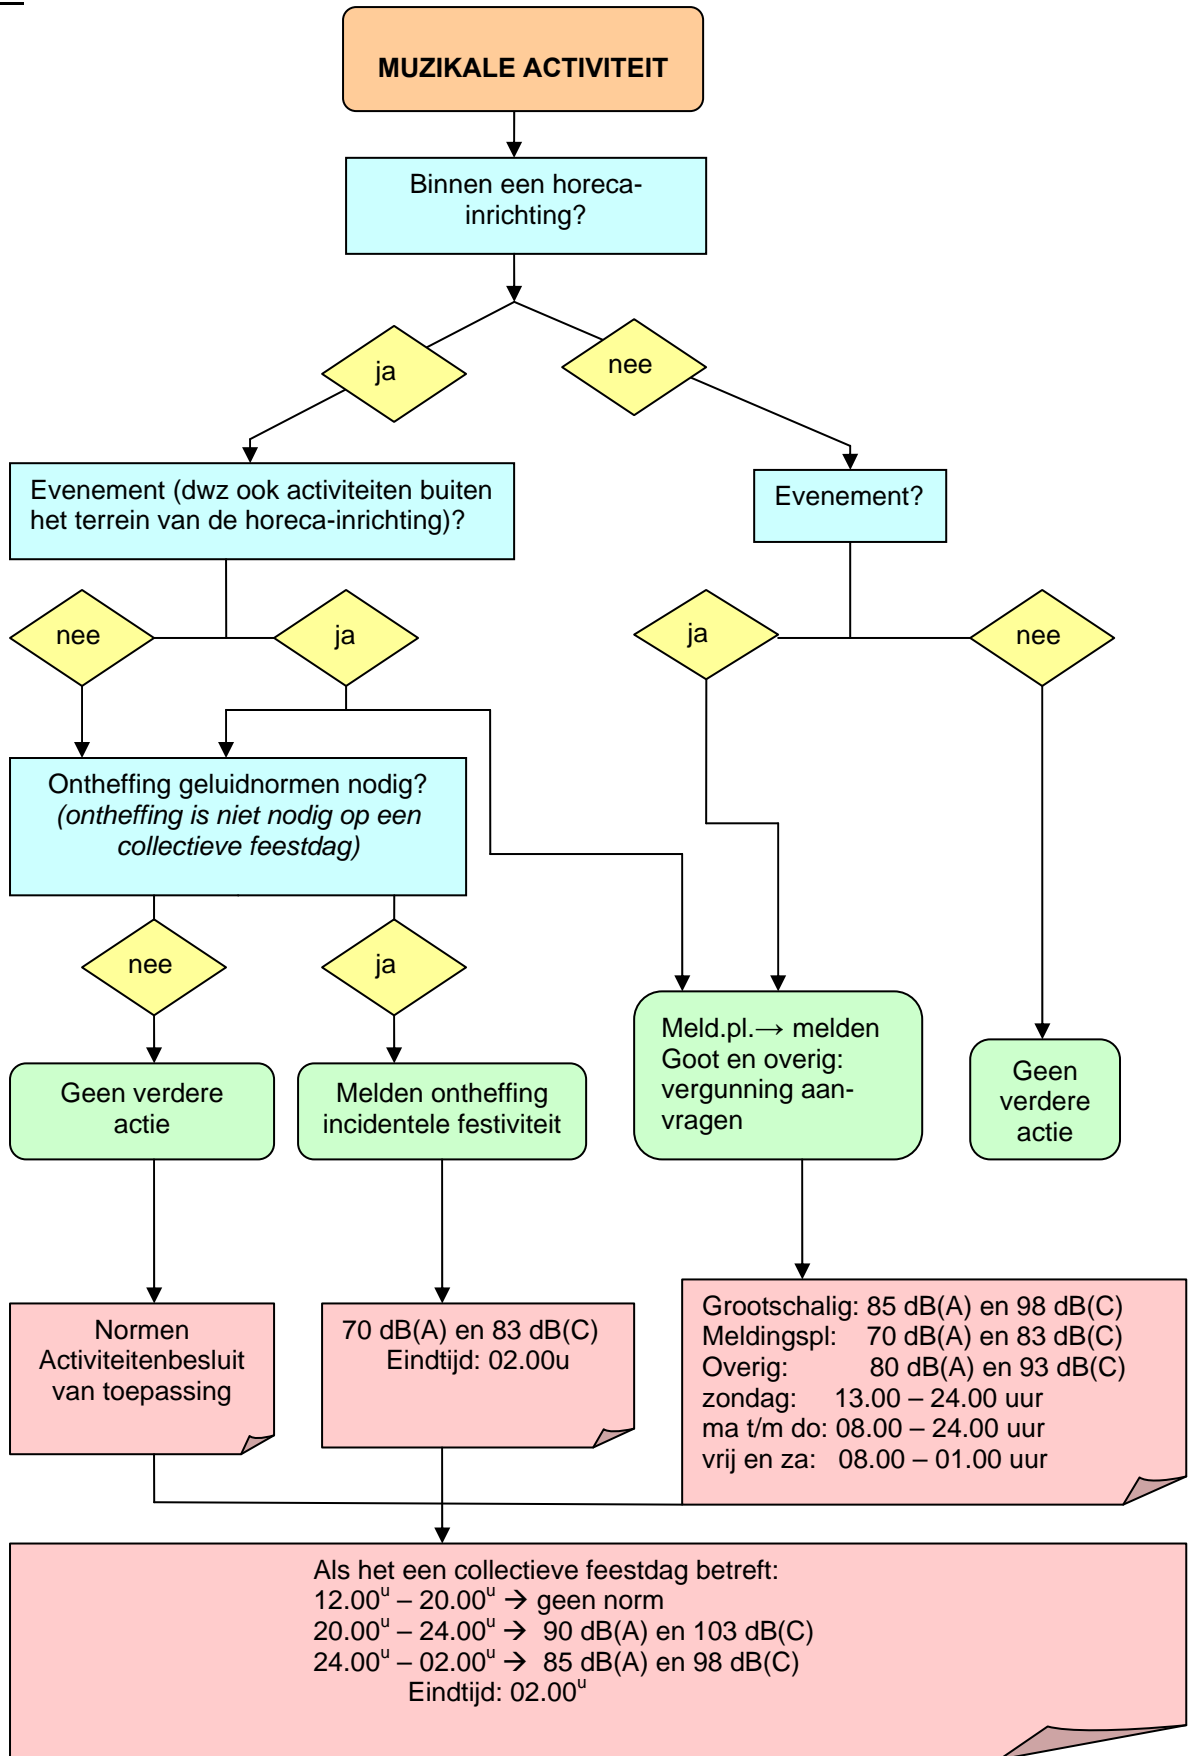 MUZIKALE ACTIVITEIT
Binnen een horeca-
inrichting?
ja
nee
Evenement (dwz ook activiteiten buiten
het terrein van de horeca-inrichting)?
Evenement?
nee
ja
ja
nee
Ontheffing geluidnormen nodig?
(ontheffing is niet nodig op een
collectieve feestdag)
nee
ja
Meld.pl.→ melden
Goot en overig:
vergunning aan-
vragen
Geen
verdere
actie
Geen verdere
actie
Melden ontheffing
incidentele festiviteit
Normen
Activiteitenbesluit
van toepassing
70 dB(A) en 83 dB(C)
Eindtijd: 02.00u
Grootschalig: 85 dB(A) en 98 dB(C)
Meldingspl: 70 dB(A) en 83 dB(C)
Overig: 80 dB(A) en 93 dB(C)
zondag: 13.00 – 24.00 uur
ma t/m do: 08.00 – 24.00 uur
vrij en za: 08.00 – 01.00 uur
Als het een collectieve feestdag betreft:
12.00ᵘ – 20.00ᵘ → geen norm
20.00ᵘ – 24.00ᵘ → 90 dB(A) en 103 dB(C)
24.00ᵘ – 02.00ᵘ → 85 dB(A) en 98 dB(C)
Eindtijd: 02.00ᵘ